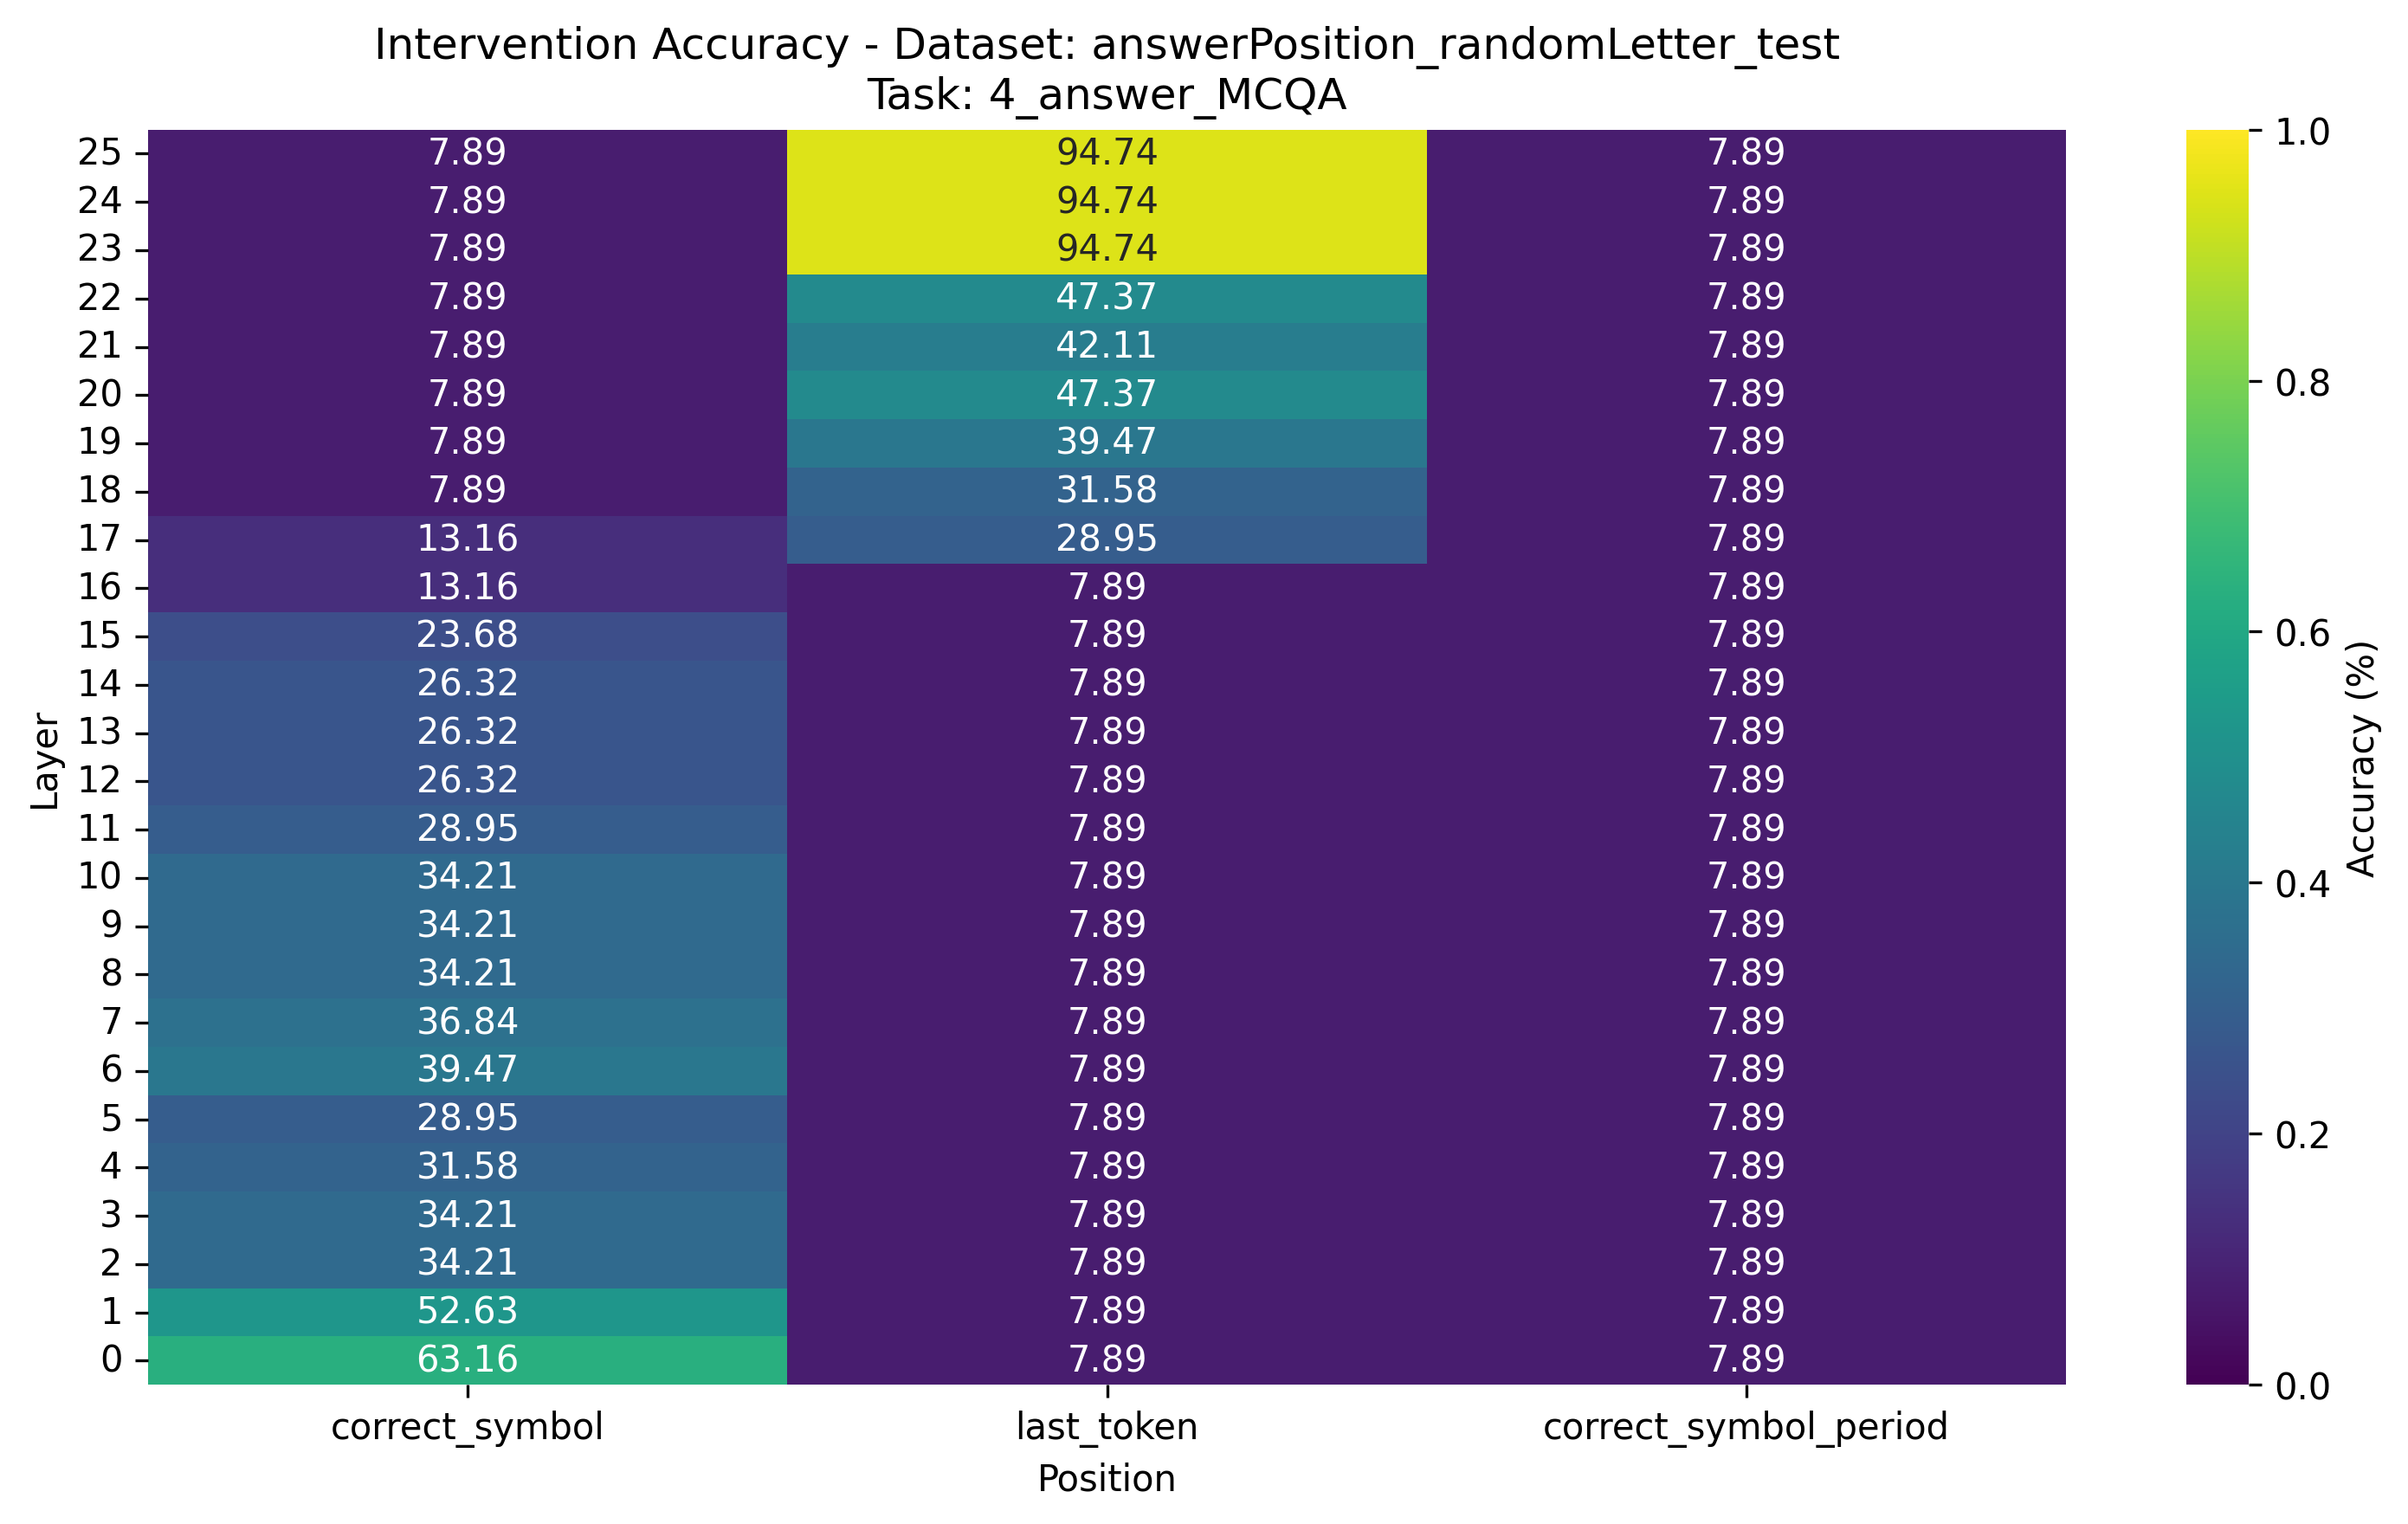 Intervention Accuracy - Dataset: answerPosition_randomLetter_test
Task: 4_answer_MCQA
25 7.89 94.74 7.89
24 7.89 94.74 7.89
23 7.89 94.74 7.89
22 7.89 47.37 7.89
21 7.89 42.11 7.89
20 7.89 47.37 7.89
19 7.89 39.47 7.89
18 7.89 31.58 7.89
17 13.16 28.95 7.89
16 13.16 7.89 7.89
15 23.68 7.89 7.89
14 26.32 7.89 7.89
13 26.32 7.89 7.89
12 26.32 7.89 7.89
11 28.95 7.89 7.89
10 34.21 7.89 7.89
9 34.21 7.89 7.89
8 34.21 7.89 7.89
7 36.84 7.89 7.89
6 39.47 7.89 7.89
5 28.95 7.89 7.89
4 31.58 7.89 7.89
3 34.21 7.89 7.89
2 34.21 7.89 7.89
1 52.63 7.89 7.89
0 63.16 7.89 7.89
correct_symbol last_token correct_symbol_period
Position
Layer
1.0
0.8
0.6
0.4
0.2
0.0
Accuracy (%)